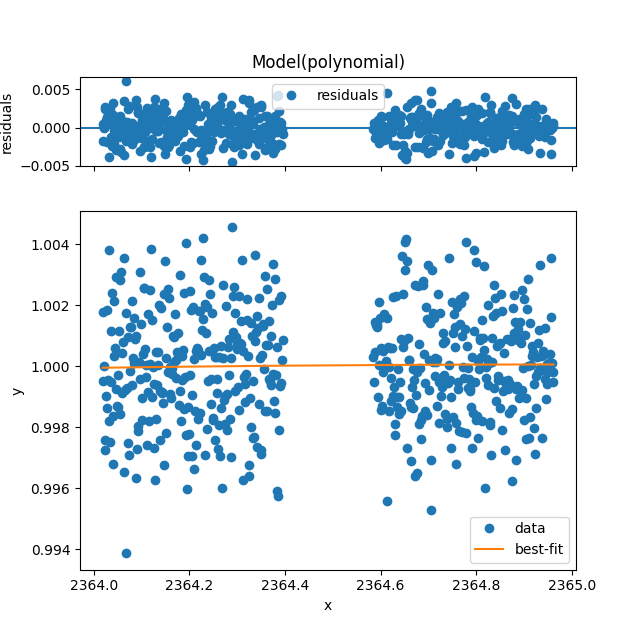 Model(polynomial)
0.005
0.000
−0.005
residuals
residuals
1.004
1.002
1.000
0.998
0.996
0.994
y
data
best-fit
2364.0 2364.2 2364.4 2364.6 2364.8 2365.0
x